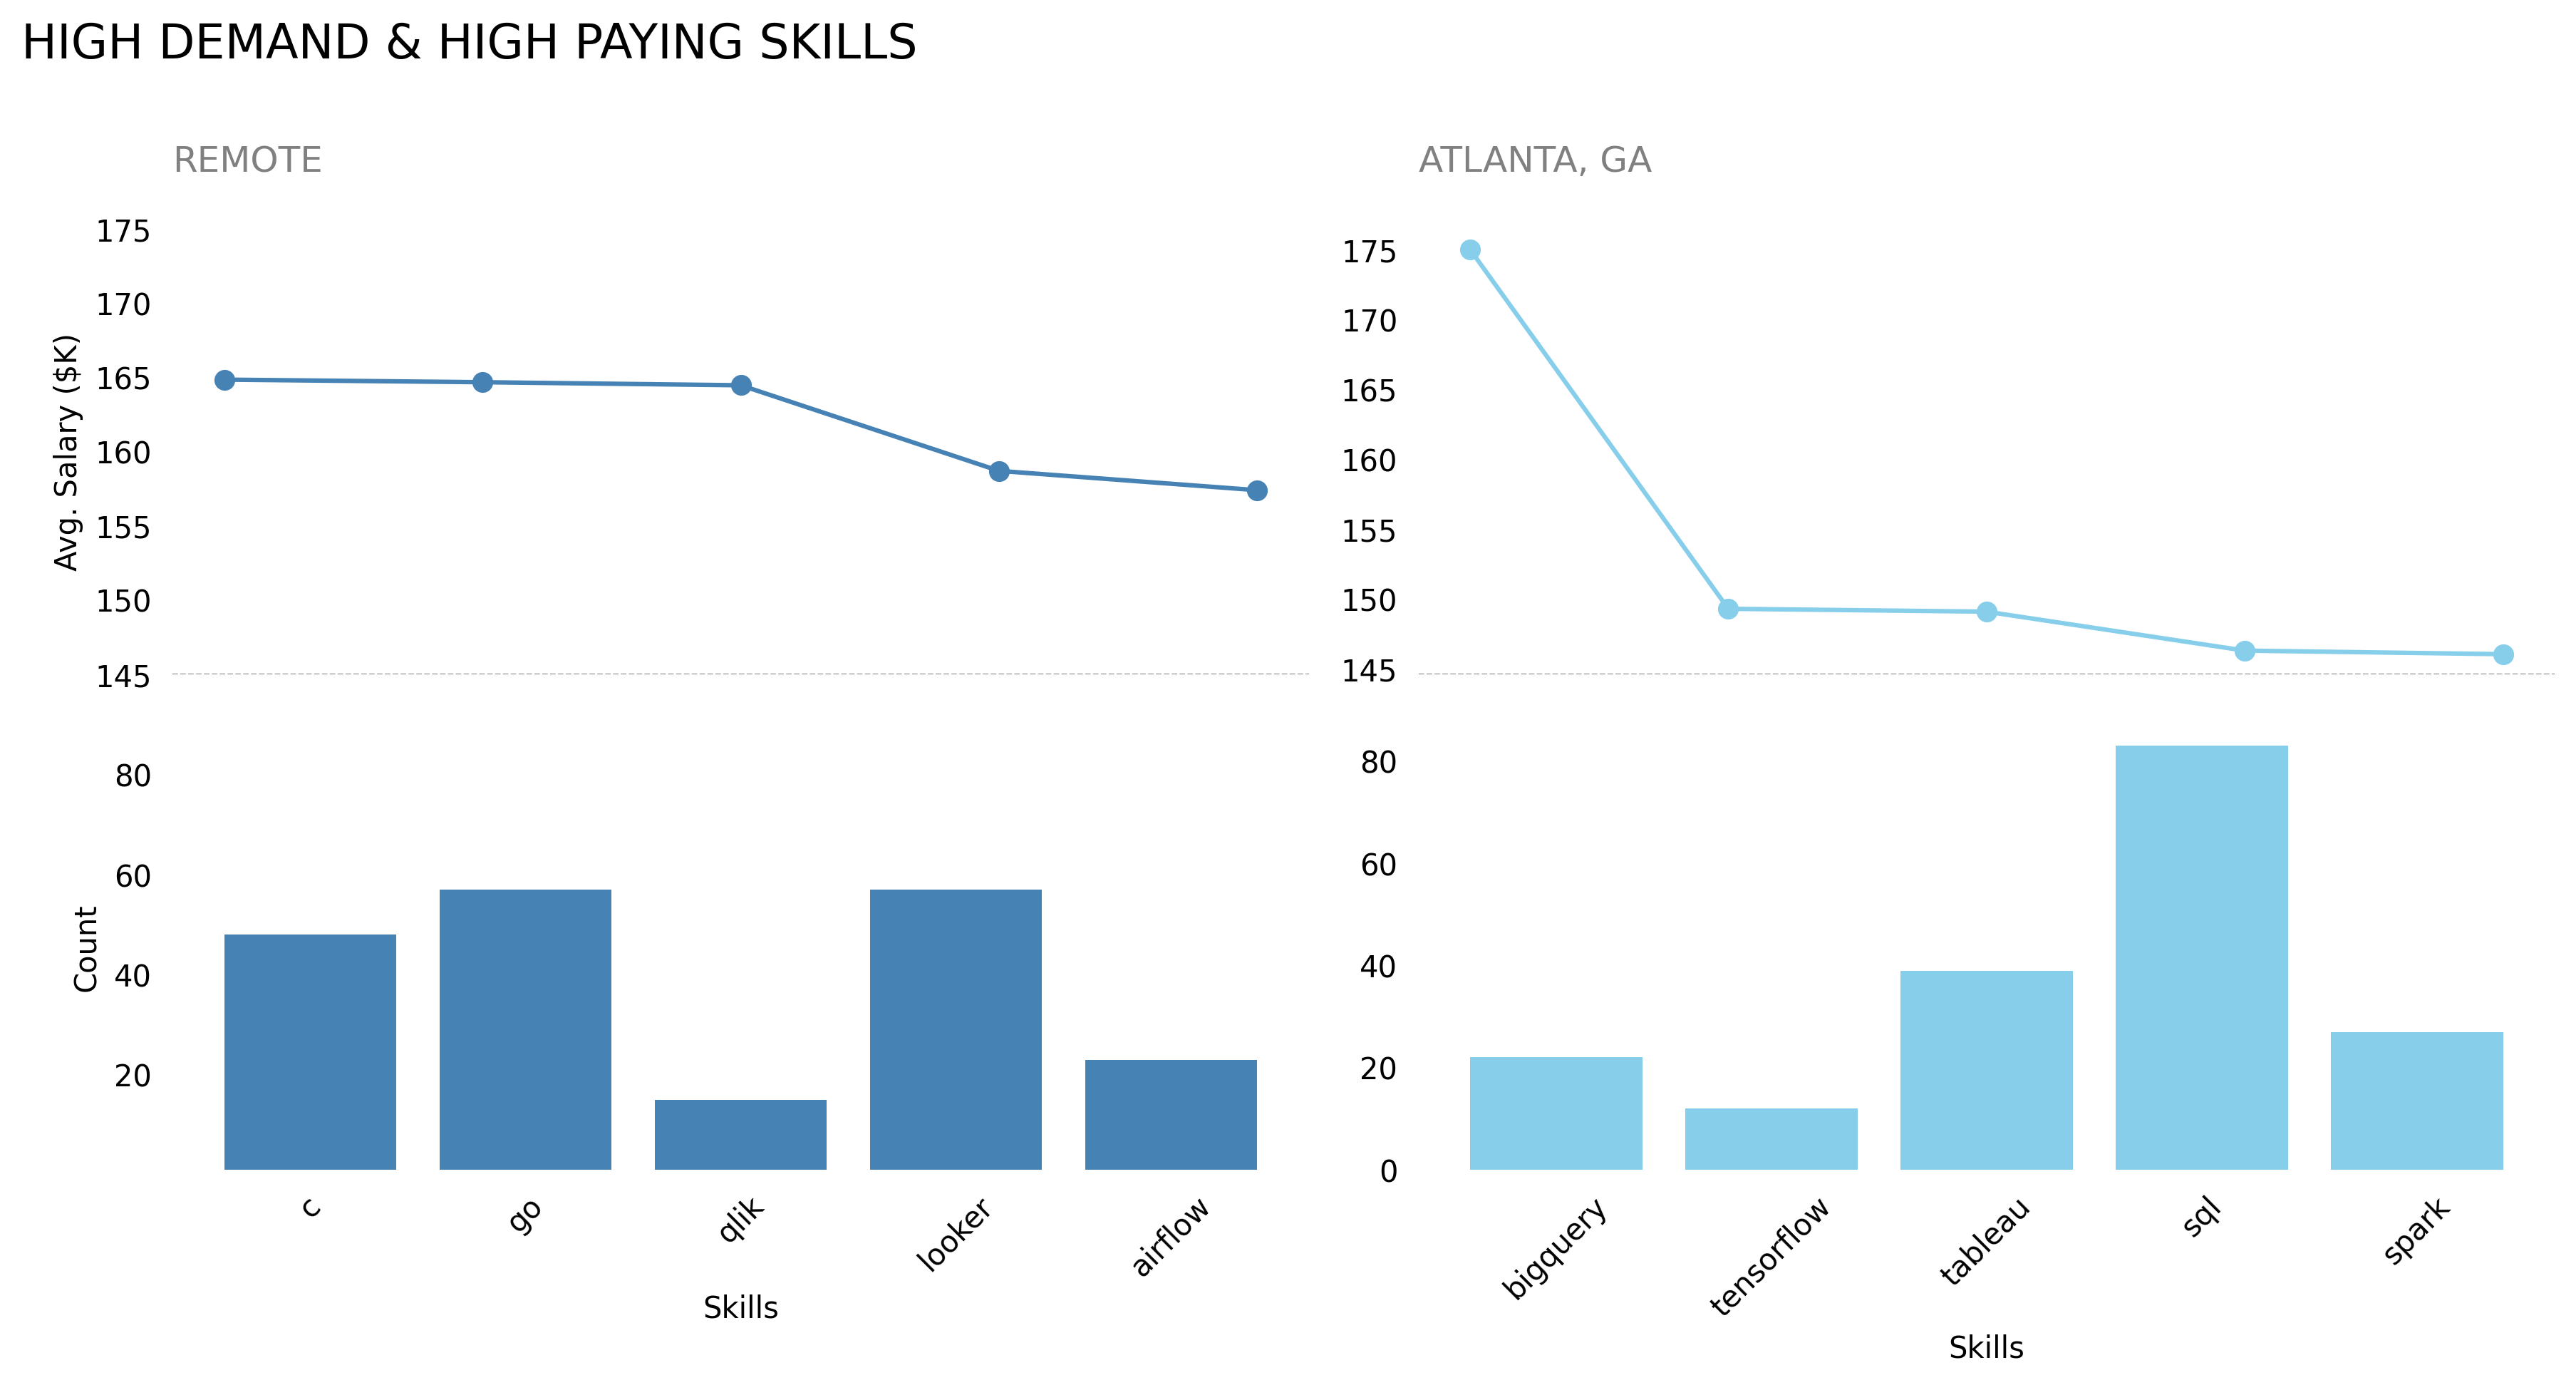 HIGH DEMAND & HIGH PAYING SKILLS
REMOTE
175
170
165
160
155
150
145
Avg. Salary ($K)
80
60
40
20
Count
c
go
qlik
looker
airflow
Skills
ATLANTA, GA
175
170
165
160
155
150
145
80
60
40
20
0
bigquery
tensorflow
tableau
sql
spark
Skills